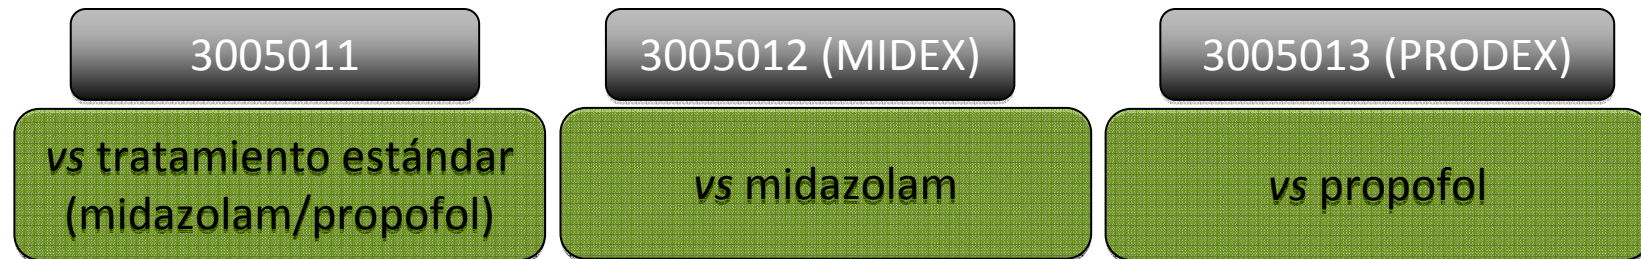 3005011
3005012 (MIDEX)
3005013 (PRODEX)
vs tratamiento estándar
(midazolam/propofol)
vs midazolam
vs propofol